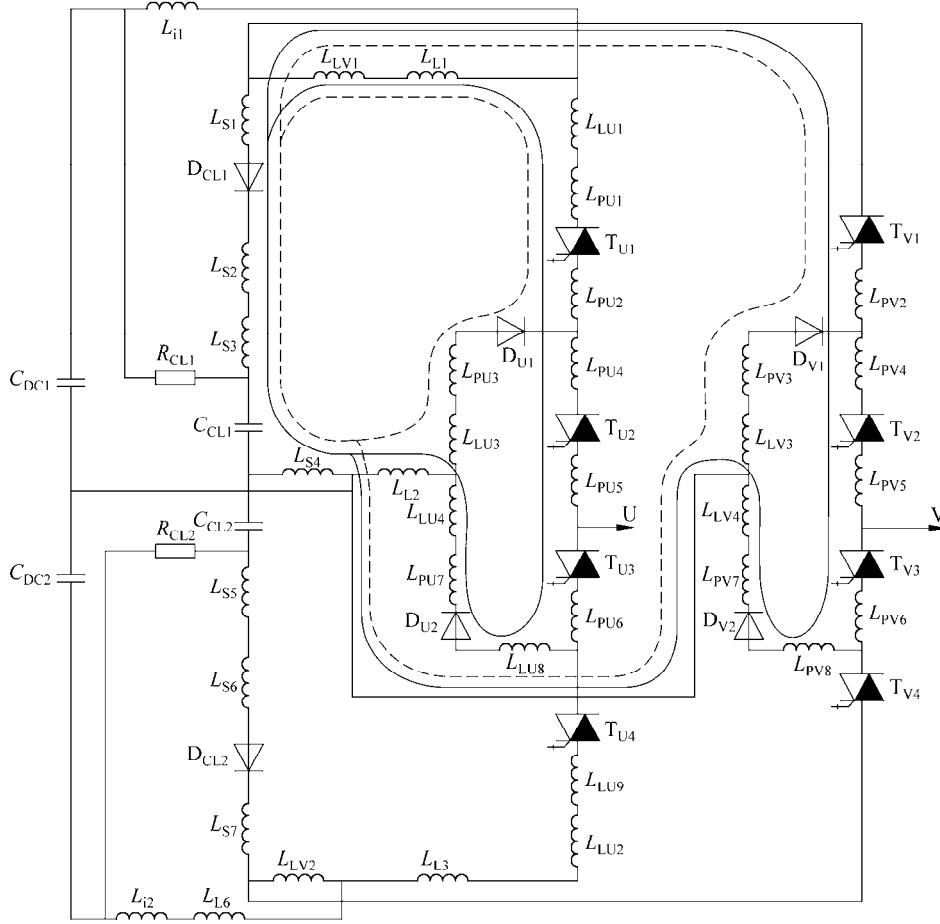 L_i1
L_LV1 L_L1
L_S1
L_LU1
D_CL1
L_PU1
T_U1 T_V1
L_S2
L_PU2 L_PV2
L_S3
D_U1 D_V1
R_CL1
L_PU3 L_PU4 L_PV3 L_PV4
C_DC1
C_CL1
L_LU3 T_U2 L_LV3 T_V2
L_S4
L_L2 L_PU5 L_PV5
L_LU4 L_LV4
C_CL2 U V
R_CL2
C_DC2
L_S5 L_PU7 T_U3 L_PV7 T_V3
D_U2 L_PU6 D_V2 L_PV6
L_LU8 L_PV8
L_S6
T_V4
T_U4
D_CL2
L_LU9
L_S7
L_LU2
L_LV2 L_L3
L_i2 L_L6